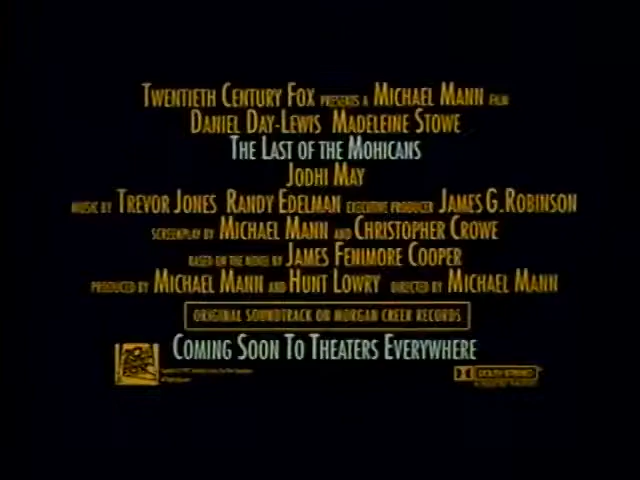 TWENTIETH CENTURY FOX PRESENTS A MICHAEL MANN FILM
DANIEL DAY-LEWIS MADELEINE STOWE
THE LAST OF THE MOHICANS
JODHI MAY
MUSIC BY TREVOR JONES RANDY EDELMAN EXECUTIVE PRODUCER JAMES G. ROBINSON
SCREENPLAY BY MICHAEL MANN AND CHRISTOPHER CROWE
BASED ON THE NOVEL BY JAMES FENIMORE COOPER
PRODUCED BY MICHAEL MANN AND HUNT LOWRY DIRECTED BY MICHAEL MANN
ORIGINAL SOUNDTRACK ON MORGAN CREEK RECORDS
COMING SOON TO THEATERS EVERYWHERE
DOLBY STEREO